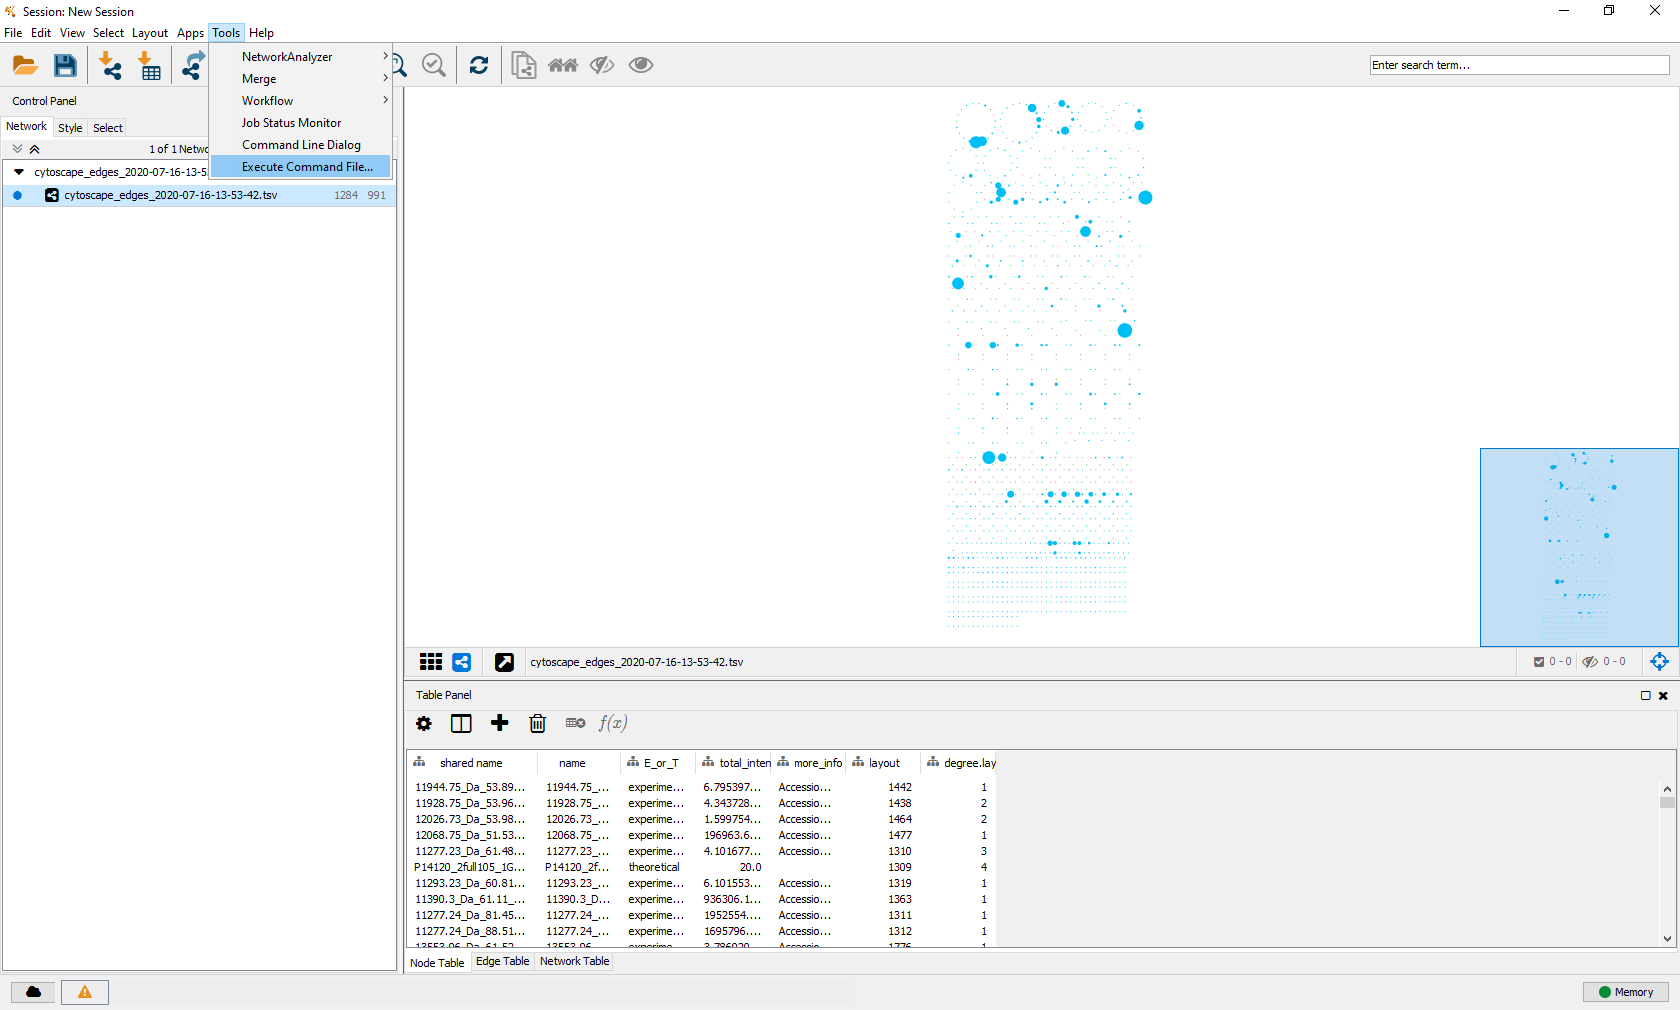 Session: New Session
File Edit View Select Layout Apps Tools Help
NetworkAnalyzer
Merge
Workflow
Job Status Monitor
Command Line Dialog
Execute Command File...
Enter search term...
Control Panel
Network Style Select
1 of 1 Netwo
cytoscape_edges_2020-07-16-13-5
cytoscape_edges_2020-07-16-13-53-42.tsv 1284 991
cytoscape_edges_2020-07-16-13-53-42.tsv
0 - 0 0 - 0
Table Panel
f(x)
shared name name E_or_T total_inten more_info layout degree.lay
11944.75_Da_53.89... 11944.75_... experime... 6.795397... Accessio... 1442 1
11928.75_Da_53.96... 11928.75_... experime... 4.343728... Accessio... 1438 2
12026.73_Da_53.98... 12026.73_... experime... 1.599754... Accessio... 1464 2
12068.75_Da_51.53... 12068.75_... experime... 196963.6... Accessio... 1477 1
11277.23_Da_61.48... 11277.23_... experime... 4.101677... Accessio... 1310 3
P14120_2full105_1G... P14120_2f... theoretical 20.0 1309 4
11293.23_Da_60.81... 11293.23_... experime... 6.101553... Accessio... 1319 1
11390.3_Da_61.11_... 11390.3_D... experime... 936306.1... Accessio... 1363 1
11277.24_Da_81.45... 11277.24_... experime... 1952554.... Accessio... 1311 1
11277.24_Da_88.51... 11277.24_... experime... 1695796.... Accessio... 1312 1
Node Table Edge Table Network Table
Memory